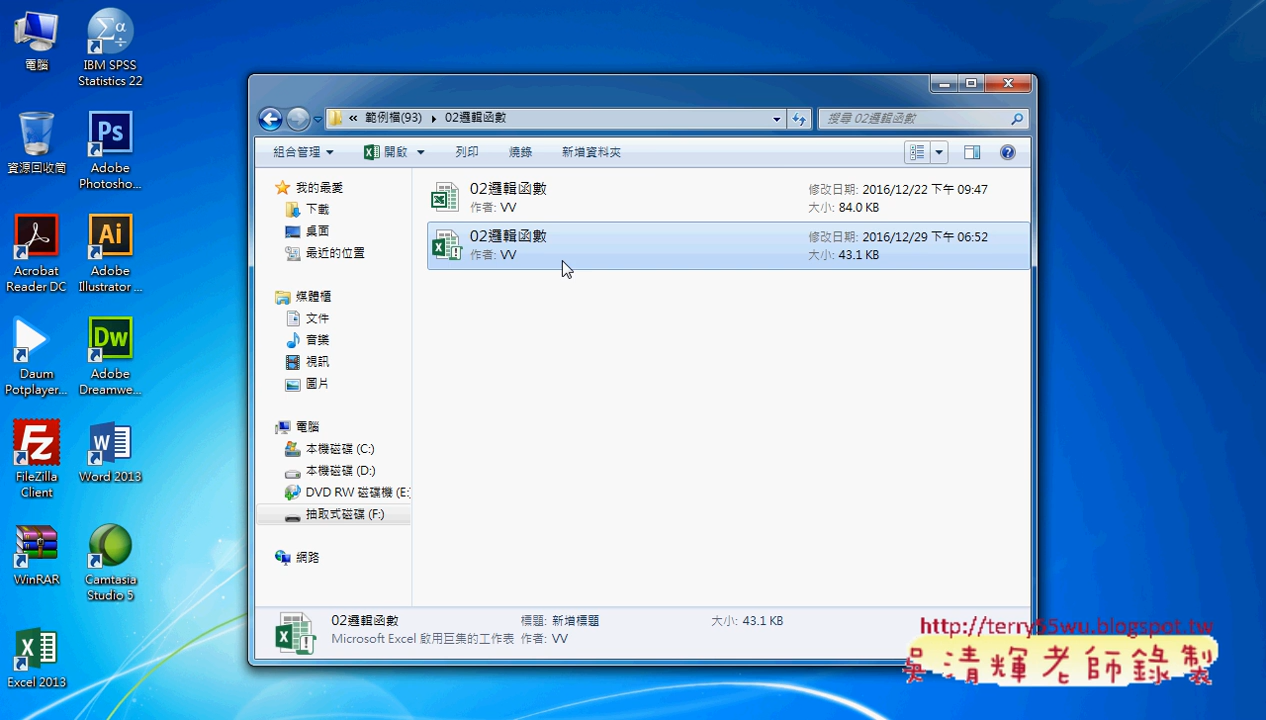 電腦
IBM SPSS
Statistics 22
資源回收筒
Adobe
Photosho...
Acrobat
Reader DC
Adobe
Illustrator ...
Daum
Potplayer...
Adobe
Dreamwe...
FileZilla
Client
Word 2013
WinRAR
Camtasia
Studio 5
Excel 2013
« 範例檔(93) ▸ 02邏輯函數
搜尋 02邏輯函數
組合管理 開啟 列印 燒錄 新增資料夾
我的最愛
下載
桌面
最近的位置
媒體櫃
文件
音樂
視訊
圖片
電腦
本機磁碟 (C:)
本機磁碟 (D:)
DVD RW 磁碟機 (E:
抽取式磁碟 (F:)
網路
02邏輯函數 修改日期: 2016/12/22 下午 09:47
作者: VV 大小: 84.0 KB
02邏輯函數 修改日期: 2016/12/29 下午 06:52
作者: VV 大小: 43.1 KB
02邏輯函數 標題: 新增標題 大小: 43.1 KB
Microsoft Excel 啟用巨集的工作表 作者: VV
http://terry55wu.blogspot.tw
吳清輝老師錄製